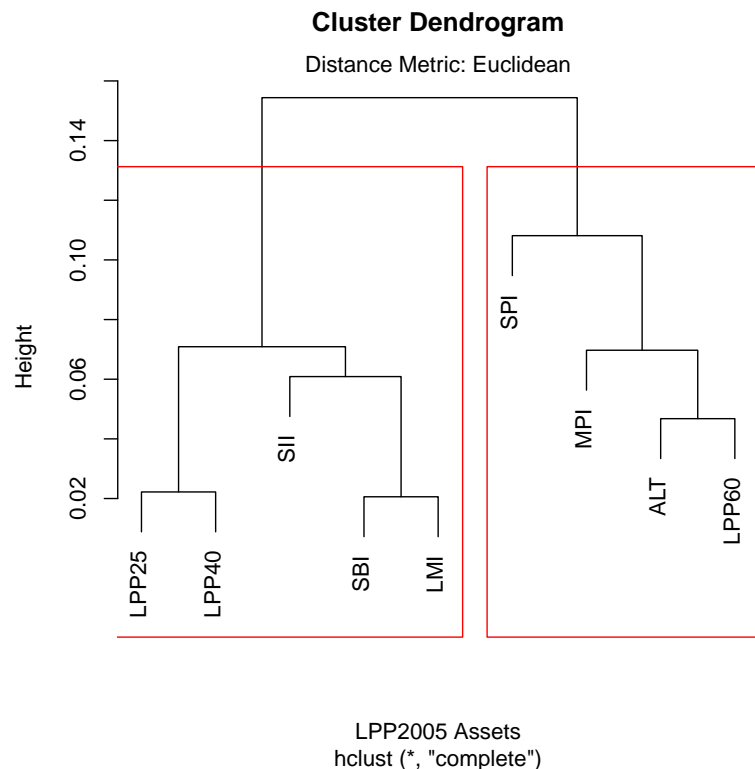 Cluster Dendrogram
Distance Metric: Euclidean
Height
0.14
0.10
0.06
0.02
LPP25
LPP40
SII
SBI
LMI
SPI
MPI
ALT
LPP60
LPP2005 Assets
hclust (*, "complete")